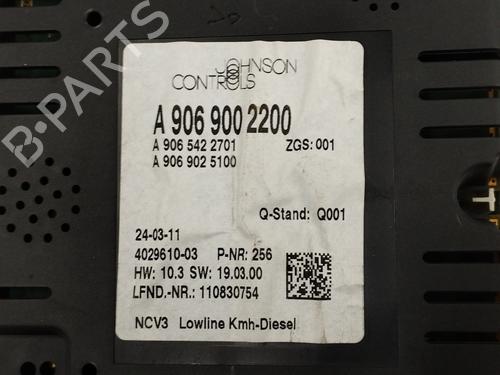 JOHNSON
CONTROLS
A 906 900 2200
A 906 542 2701 ZGS: 001
A 906 902 5100
Q-Stand: Q001
24-03-11
4029610-03 P-NR: 256
HW: 10.3 SW: 19.03.00
LFND.-NR.: 110830754
NCV3 Lowline Kmh-Diesel
B-PARTS